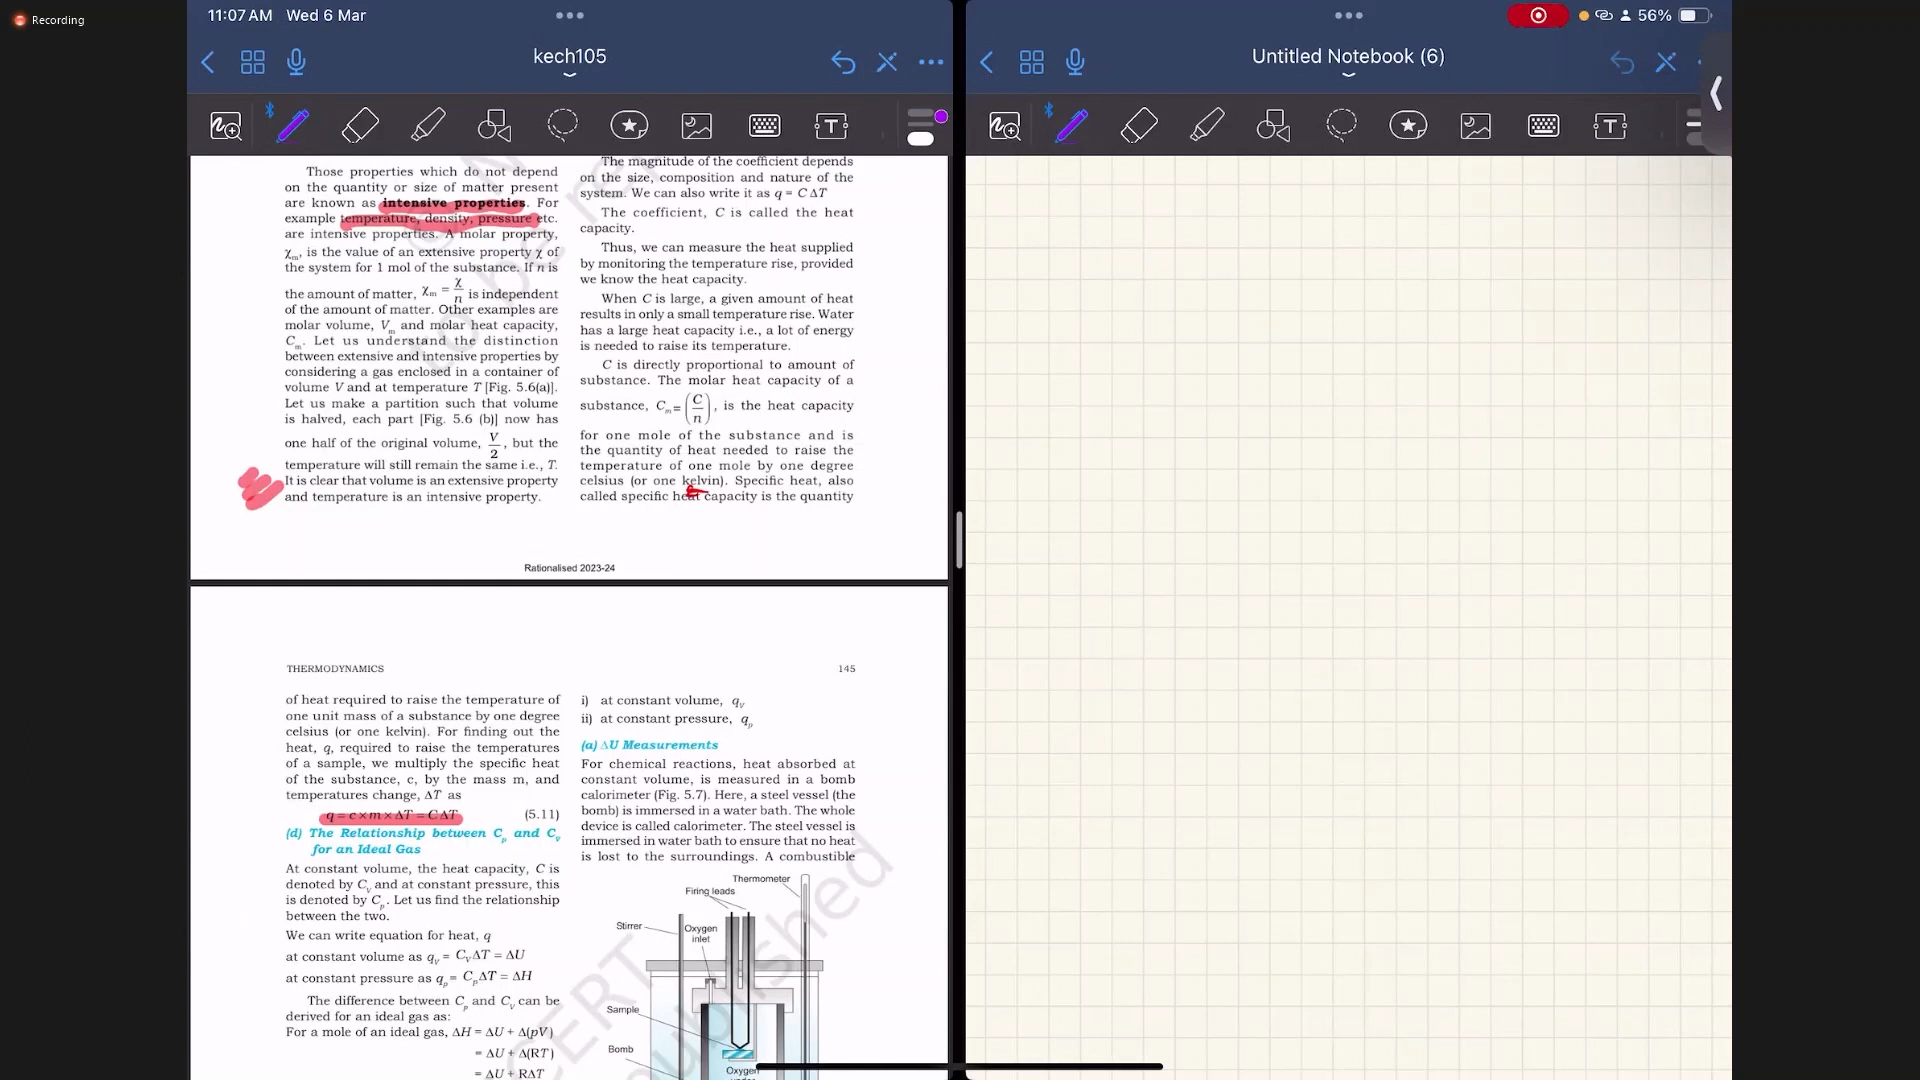 Recording
11:07 AM Wed 6 Mar
56%
kech105
Untitled Notebook (6)
Those properties which do not depend
on the quantity or size of matter present
are known as intensive properties. For
example temperature, density, pressure etc.
are intensive properties. A molar property,
χm, is the value of an extensive property χ of
the system for 1 mol of the substance. If n is
the amount of matter, χm = χ/n is independent
of the amount of matter. Other examples are
molar volume, Vm and molar heat capacity,
Cm. Let us understand the distinction
between extensive and intensive properties by
considering a gas enclosed in a container of
volume V and at temperature T [Fig. 5.6(a)].
Let us make a partition such that volume
is halved, each part [Fig. 5.6 (b)] now has
one half of the original volume, V/2, but the
temperature will still remain the same i.e., T.
It is clear that volume is an extensive property
and temperature is an intensive property.
The magnitude of the coefficient depends
on the size, composition and nature of the
system. We can also write it as q = C ΔT
The coefficient, C is called the heat
capacity.
Thus, we can measure the heat supplied
by monitoring the temperature rise, provided
we know the heat capacity.
When C is large, a given amount of heat
results in only a small temperature rise. Water
has a large heat capacity i.e., a lot of energy
is needed to raise its temperature.
C is directly proportional to amount of
substance. The molar heat capacity of a
substance, Cm = (C/n), is the heat capacity
for one mole of the substance and is
the quantity of heat needed to raise the
temperature of one mole by one degree
celsius (or one kelvin). Specific heat, also
called specific heat capacity is the quantity
Rationalised 2023-24
THERMODYNAMICS 145
of heat required to raise the temperature of
one unit mass of a substance by one degree
celsius (or one kelvin). For finding out the
heat, q, required to raise the temperatures
of a sample, we multiply the specific heat
of the substance, c, by the mass m, and
temperatures change, ΔT as
q = c×m×ΔT = CΔT (5.11)
(d) The Relationship between Cp and Cv
for an Ideal Gas
At constant volume, the heat capacity, C is
denoted by Cv and at constant pressure, this
is denoted by Cp. Let us find the relationship
between the two.
We can write equation for heat, q
at constant volume as qv = CvΔT = ΔU
at constant pressure as qp = CpΔT = ΔH
The difference between Cp and Cv can be
derived for an ideal gas as:
For a mole of an ideal gas, ΔH = ΔU + Δ(pV)
= ΔU + Δ(RT)
= ΔU + RΔT
i) at constant volume, qv
ii) at constant pressure, qp
(a) ΔU Measurements
For chemical reactions, heat absorbed at
constant volume, is measured in a bomb
calorimeter (Fig. 5.7). Here, a steel vessel (the
bomb) is immersed in a water bath. The whole
device is called calorimeter. The steel vessel is
immersed in water bath to ensure that no heat
is lost to the surroundings. A combustible
Thermometer
Firing leads
Stirrer
Oxygen
inlet
Sample
Bomb